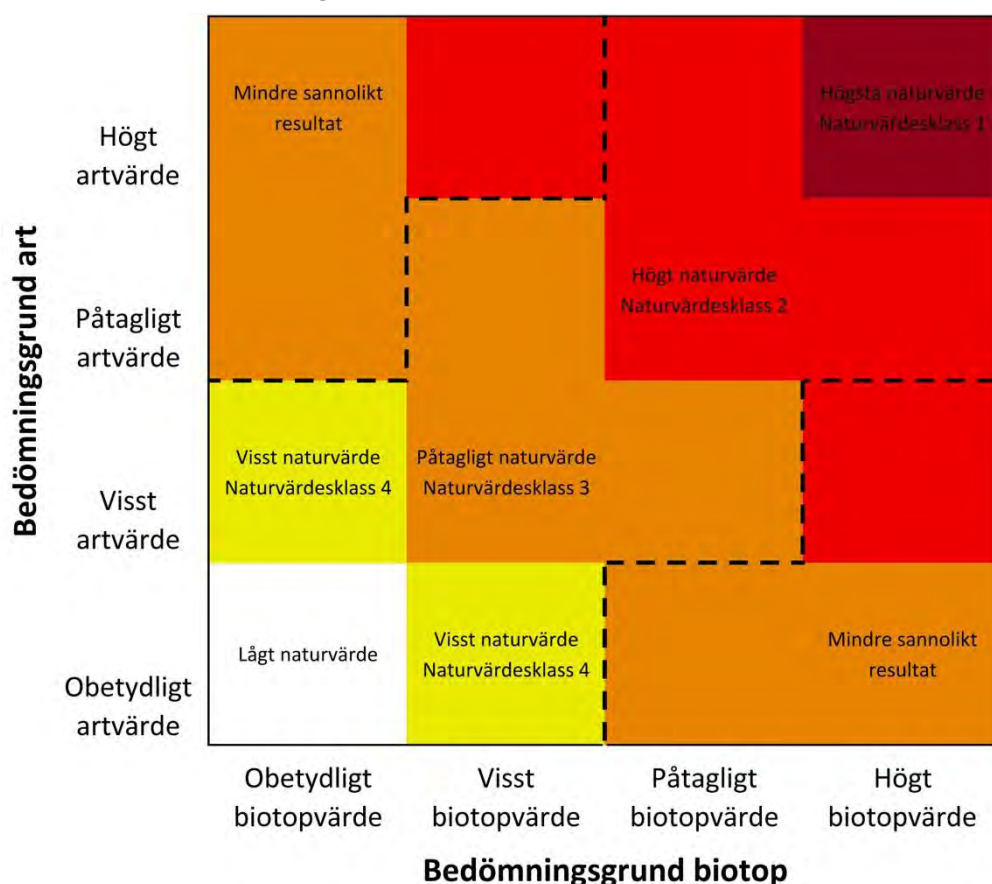 Mindre sannolikt
resultat
Högsta naturvärde
Naturvärdesklass 1
Högt
artvärde
Högt naturvärde
Naturvärdesklass 2
Påtagligt
artvärde
Visst naturvärde
Naturvärdesklass 4
Påtagligt naturvärde
Naturvärdesklass 3
Visst
artvärde
Lågt naturvärde
Visst naturvärde
Naturvärdesklass 4
Mindre sannolikt
resultat
Obetydligt
artvärde
Bedömningsgrund art
Obetydligt
biotopvärde
Visst
biotopvärde
Påtagligt
biotopvärde
Högt
biotopvärde
Bedömningsgrund biotop